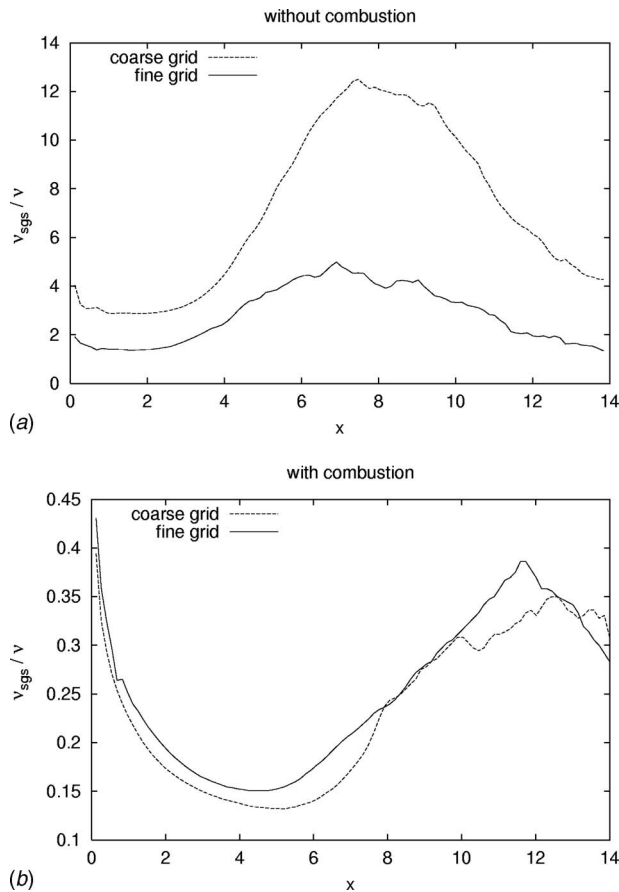 without combustion
14
12
10
8
6
4
2
0
νsgs / ν
coarse grid
fine grid
0 2 4 6 8 10 12 14
x
(a)
with combustion
0.45
0.4
0.35
0.3
0.25
0.2
0.15
0.1
νsgs / ν
coarse grid
fine grid
0 2 4 6 8 10 12 14
x
(b)